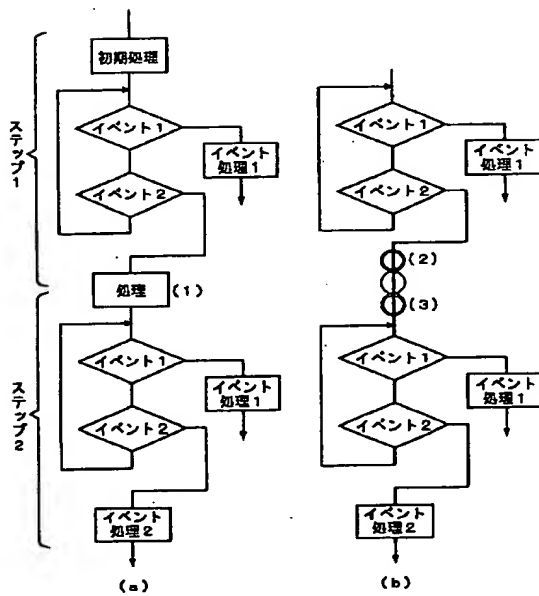 初期処理
イベント1
イベント
処理1
イベント2
ステップ1
処理
(1)
イベント1
イベント
処理1
イベント2
ステップ2
イベント
処理2
(a)
イベント1
イベント
処理1
イベント2
(2)
(3)
イベント1
イベント
処理1
イベント2
イベント
処理2
(b)